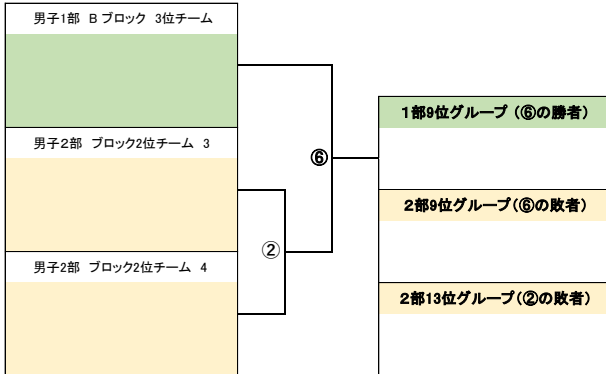 男子1部 B ブロック 3位チーム
男子2部 ブロック2位チーム 3
男子2部 ブロック2位チーム 4
②
⑥
1部9位グループ（⑥の勝者）
2部9位グループ(⑥の敗者）
2部13位グループ(②の敗者）